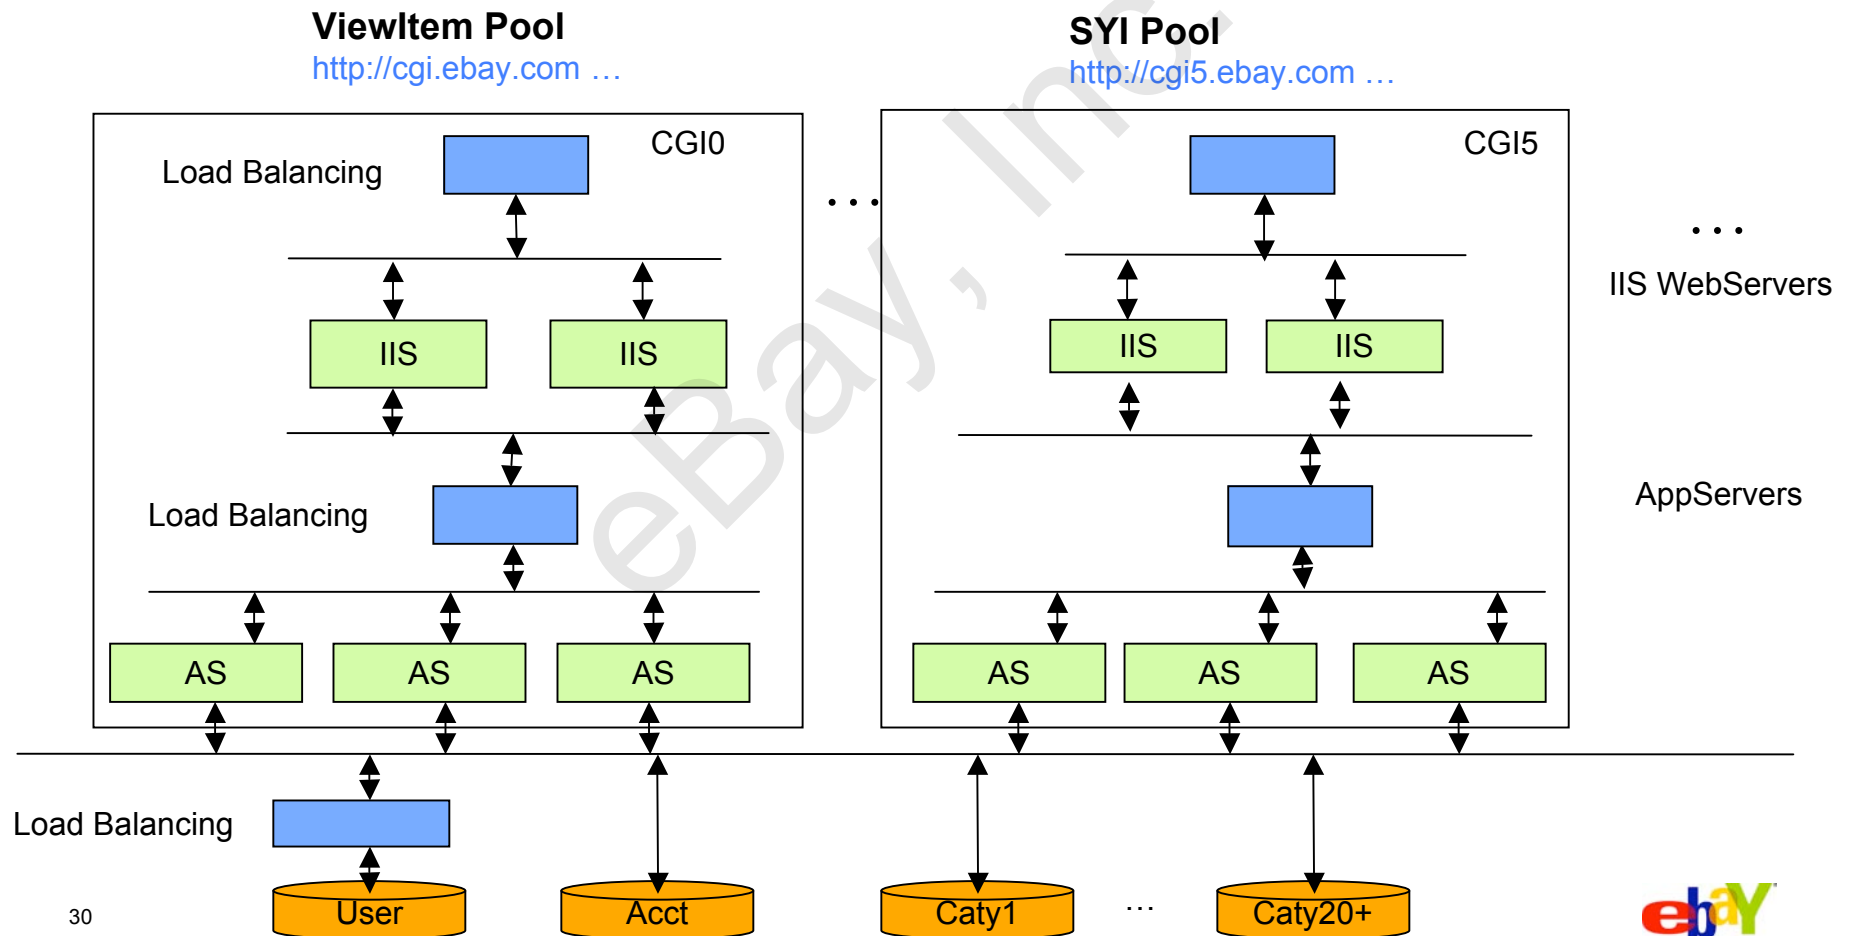 ViewItem Pool
http://cgi.ebay.com …
SYI Pool
http://cgi5.ebay.com …
CGI0
Load Balancing
CGI5
. . .
. . .
IIS WebServers
IIS
IIS
IIS
IIS
Load Balancing
AppServers
AS
AS
AS
AS
AS
AS
Load Balancing
User
Acct
Caty1
...
Caty20+
30
ebaY
eBay, Inc.